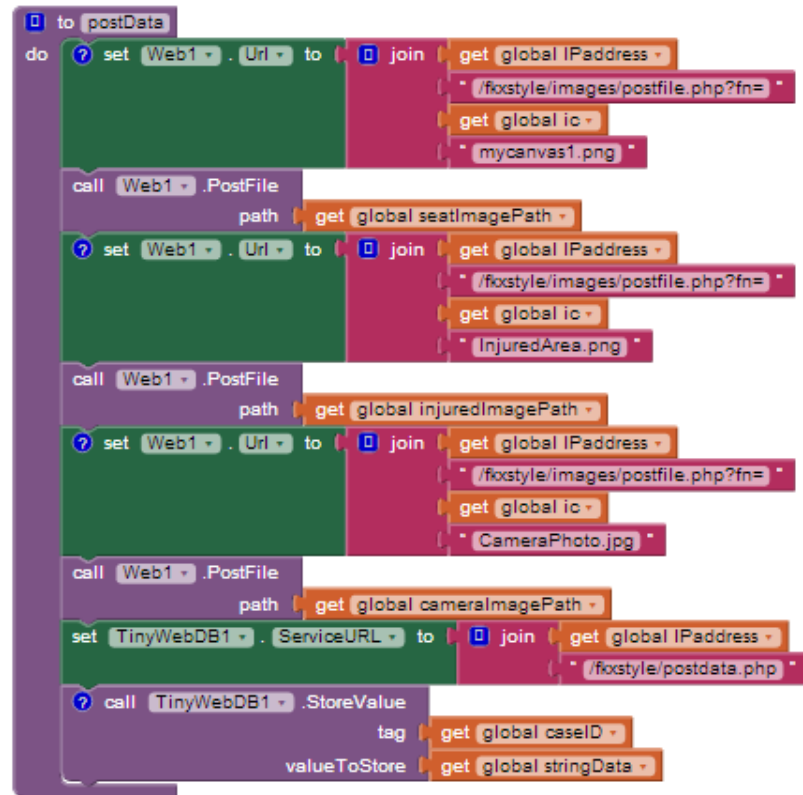 to postData
do set Web1 . Url to join get global IPaddress
" /fkxstyle/images/postfile.php?fn= "
get global ic
" mycanvas1.png "
call Web1 .PostFile
path get global seatImagePath
set Web1 . Url to join get global IPaddress
" /fkxstyle/images/postfile.php?fn= "
get global ic
" InjuredArea.png "
call Web1 .PostFile
path get global injuredImagePath
set Web1 . Url to join get global IPaddress
" /fkxstyle/images/postfile.php?fn= "
get global ic
" CameraPhoto.jpg "
call Web1 .PostFile
path get global cameraImagePath
set TinyWebDB1 . ServiceURL to join get global IPaddress
" /fkxstyle/postdata.php "
? call TinyWebDB1 .StoreValue
tag get global caseID
valueToStore get global stringData